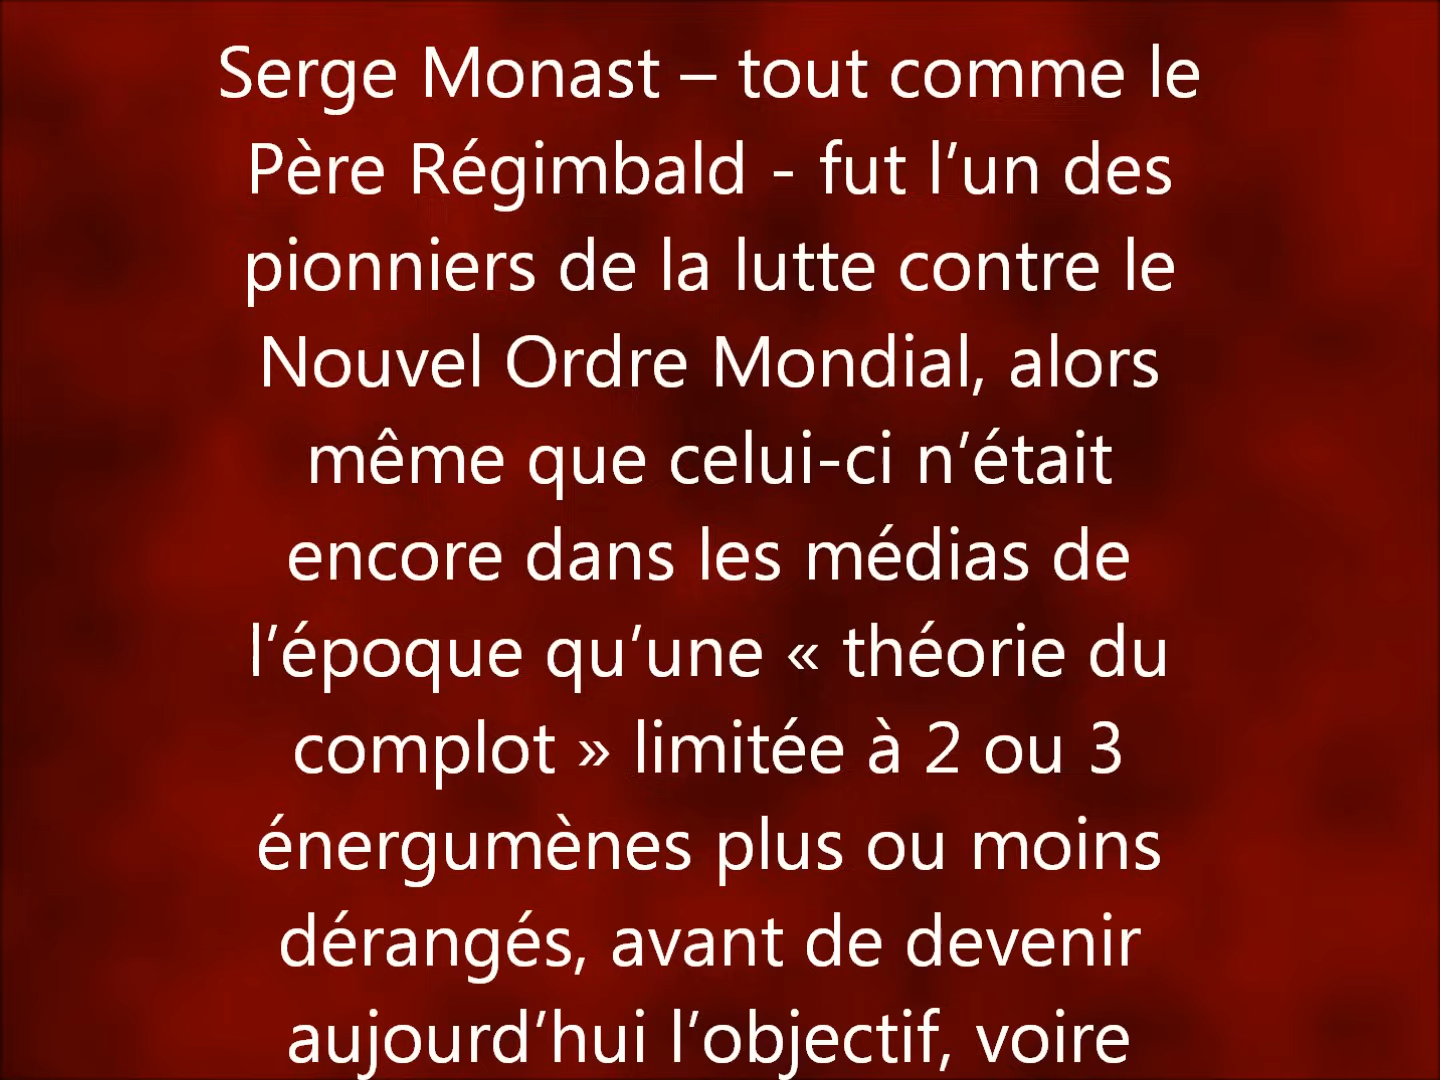 Serge Monast – tout comme le
Père Régimbald - fut l’un des
pionniers de la lutte contre le
Nouvel Ordre Mondial, alors
même que celui-ci n’était
encore dans les médias de
l’époque qu’une « théorie du
complot » limitée à 2 ou 3
énergumènes plus ou moins
dérangés, avant de devenir
aujourd’hui l’objectif, voire